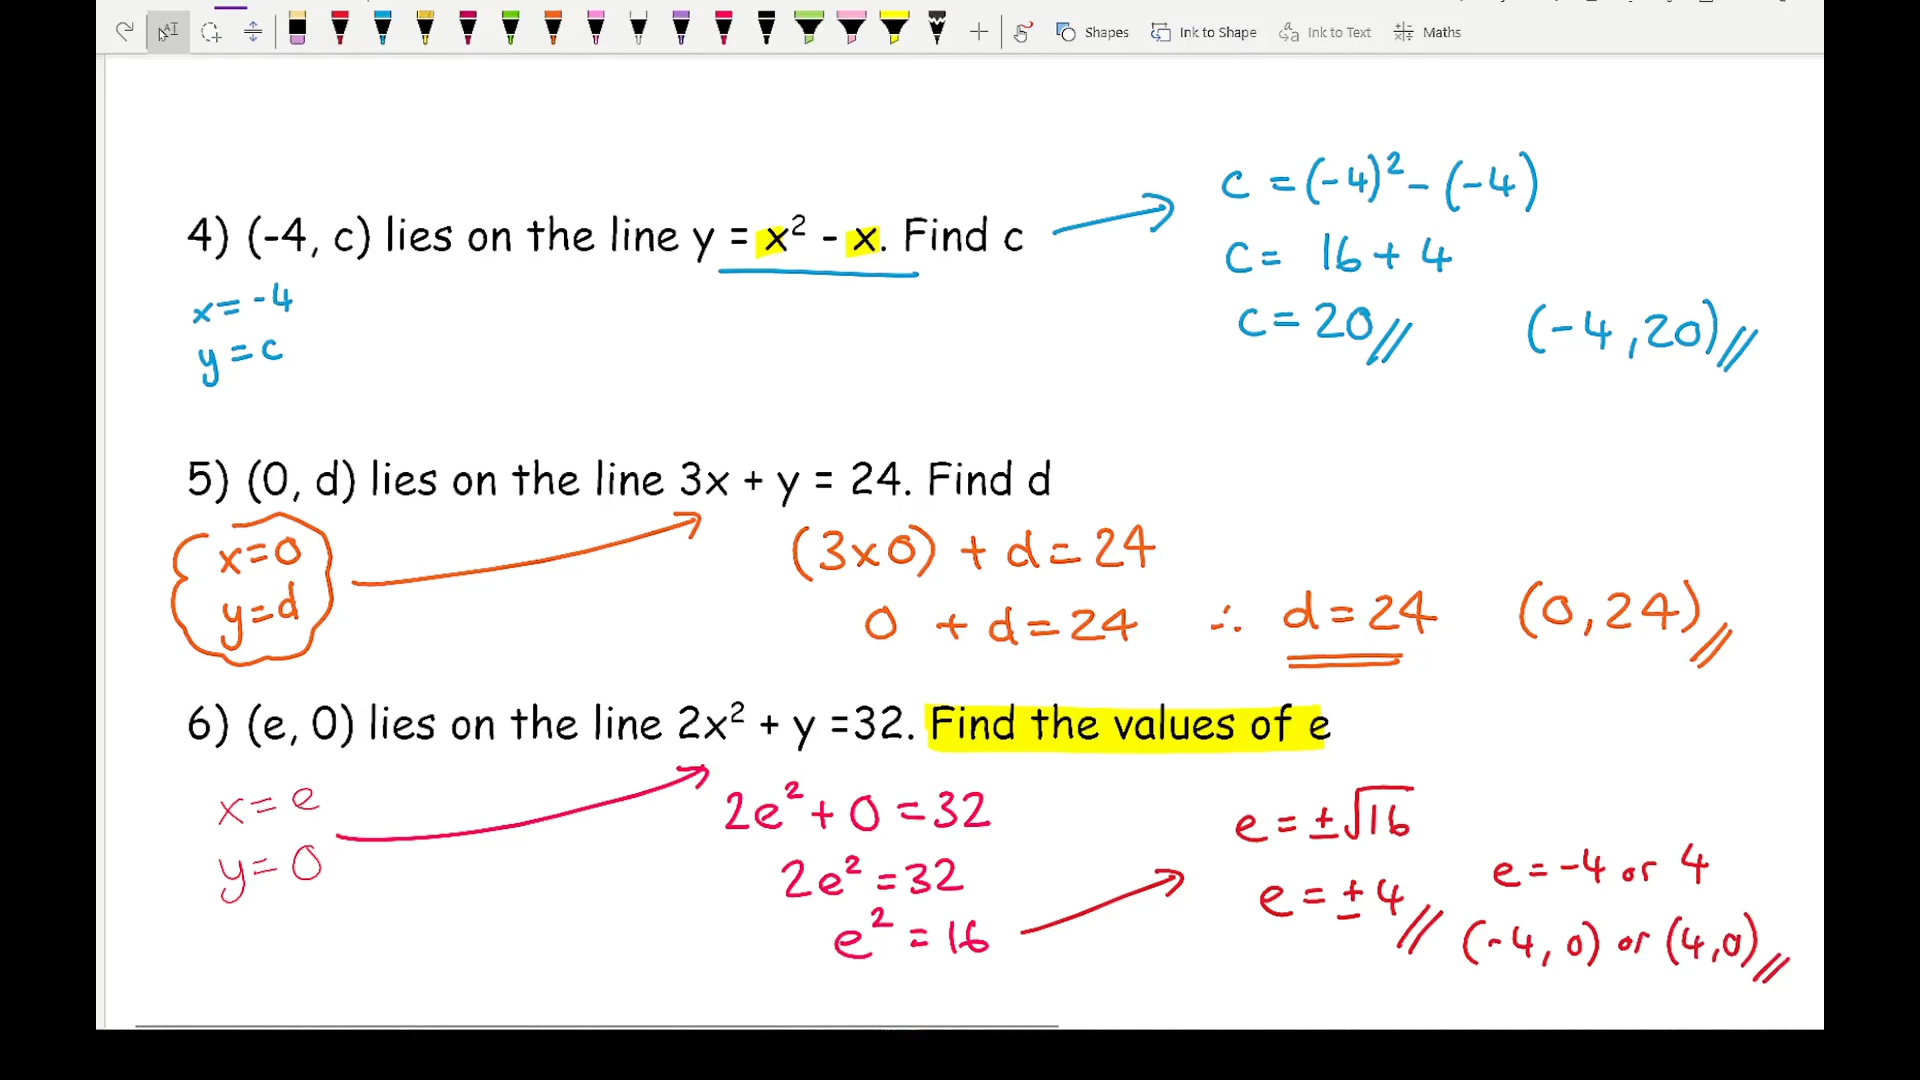 Shapes Ink to Shape Ink to Text Maths
4) (-4, c) lies on the line y = x² - x. Find c
x = -4
y = c
c = (-4)² - (-4)
c = 16 + 4
c = 20 (-4, 20)
5) (0, d) lies on the line 3x + y = 24. Find d
x=0
y=d
(3x0) + d = 24
0 + d = 24 ∴ d = 24 (0, 24)
6) (e, 0) lies on the line 2x² + y =32. Find the values of e
x = e
y = 0
2e² + 0 = 32
2e² = 32
e² = 16
e = ±√16
e = ±4
e = -4 or 4
(-4, 0) or (4,0)